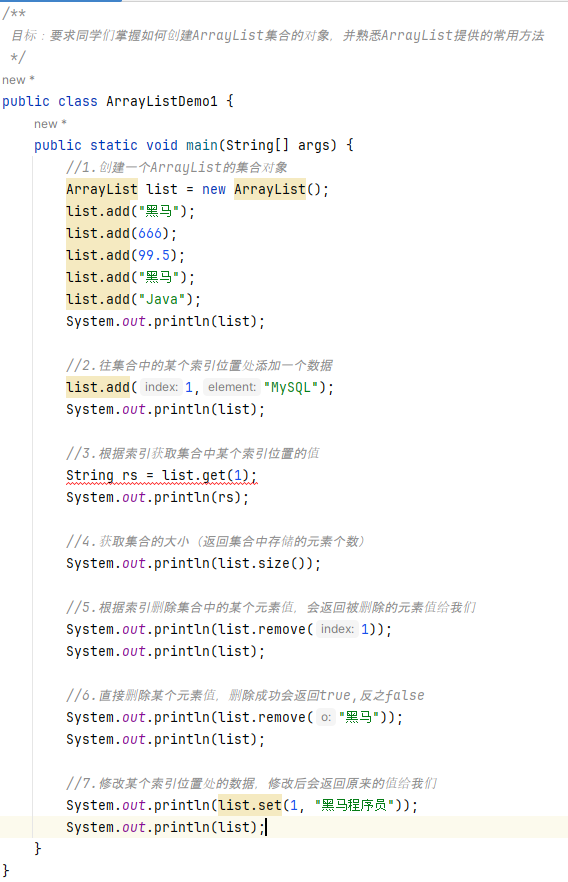 /**
目标：要求同学们掌握如何创建ArrayList集合的对象，并熟悉ArrayList提供的常用方法
*/
new *
public class ArrayListDemo1 {
new *
public static void main(String[] args) {
//1.创建一个ArrayList的集合对象
ArrayList list = new ArrayList();
list.add("黑马");
list.add(666);
list.add(99.5);
list.add("黑马");
list.add("Java");
System.out.println(list);
//2.往集合中的某个索引位置处添加一个数据
list.add( index: 1, element: "MySQL");
System.out.println(list);
//3.根据索引获取集合中某个索引位置的值
String rs = list.get(1);
System.out.println(rs);
//4.获取集合的大小（返回集合中存储的元素个数）
System.out.println(list.size());
//5.根据索引删除集合中的某个元素值，会返回被删除的元素值给我们
System.out.println(list.remove( index: 1));
System.out.println(list);
//6.直接删除某个元素值，删除成功会返回true,反之false
System.out.println(list.remove( o: "黑马"));
System.out.println(list);
//7.修改某个索引位置处的数据，修改后会返回原来的值给我们
System.out.println(list.set(1, "黑马程序员"));
System.out.println(list);
}
}